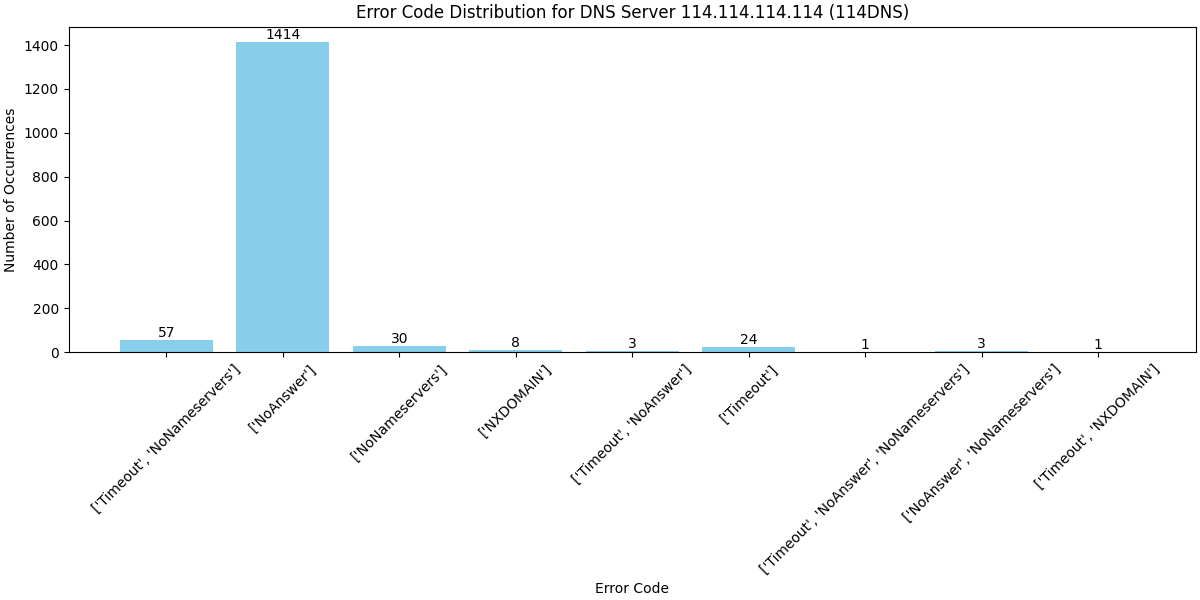 Error Code Distribution for DNS Server 114.114.114.114 (114DNS)
Number of Occurrences
1400
1200
1000
800
600
400
200
0
57
1414
30
8
3
24
1
3
1
['Timeout', 'NoNameservers']
['NoAnswer']
['NoNameservers']
['NXDOMAIN']
['Timeout', 'NoAnswer']
['Timeout']
['Timeout', 'NoAnswer', 'NoNameservers']
['NoAnswer', 'NoNameservers']
['Timeout', 'NXDOMAIN']
Error Code